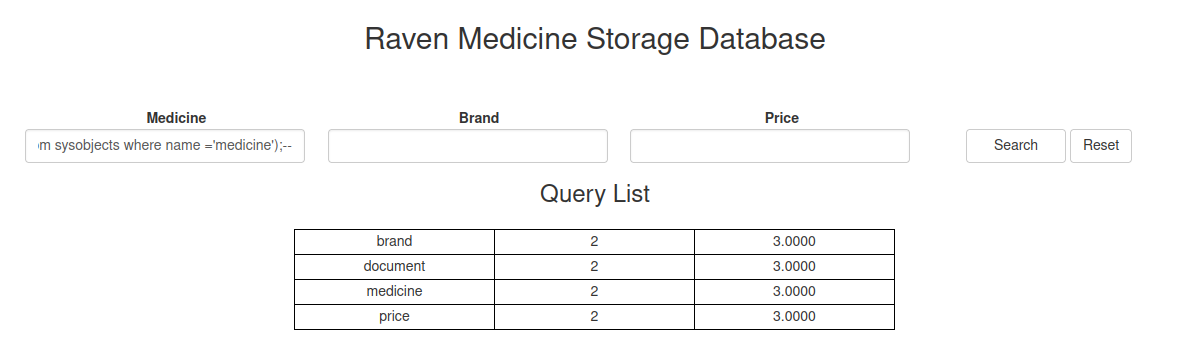 Raven Medicine Storage Database
Medicine Brand Price
sysobjects where name ='medicine');-- Search Reset
Query List
brand 2 3.0000
document 2 3.0000
medicine 2 3.0000
price 2 3.0000